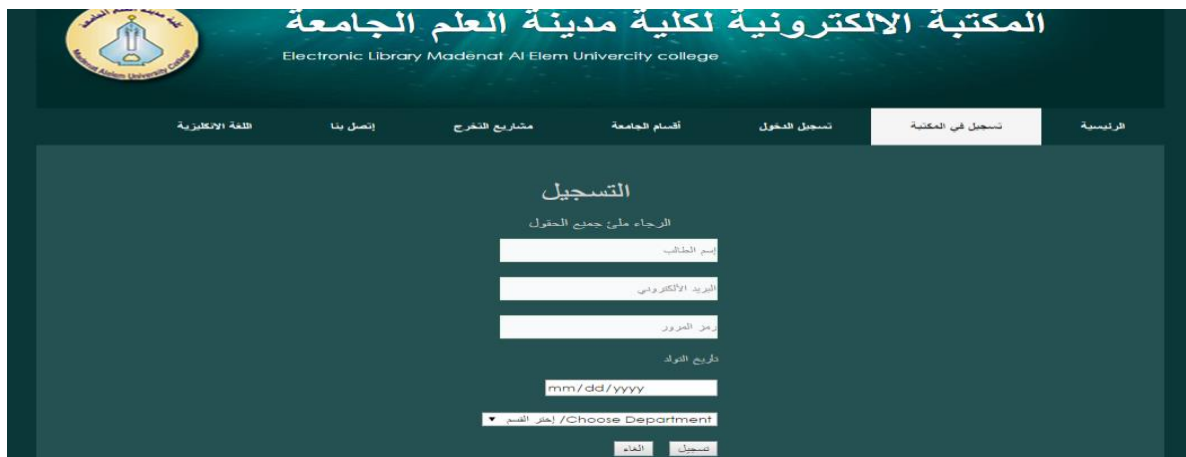 المكتبة الالكترونية لكلية مدينة العلم الجامعة
Electronic Library Madenat Al Elem Univercity college
الرئيسية تسجيل في المكتبة تسجيل الدخول أقسام الجامعة مشاريع التخرج إتصل بنا اللغة الانكليزية
التسجيل
الرجاء ملئ جميع الحقول
إسم الطالب
البريد الألكتروني
رمز المرور
تأريخ التولد
mm/dd/yyyy
Choose Department/ إختر القسم
تسجيل الغاء